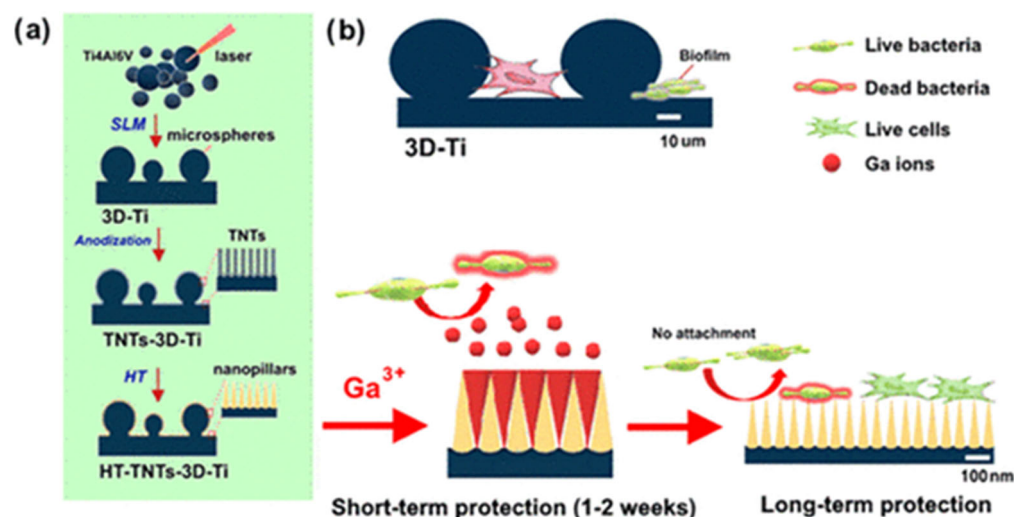 (a)
Ti4Al6V
laser
SLM
microspheres
3D-Ti
Anodization
TNTs
TNTs-3D-Ti
HT
nanopillars
HT-TNTs-3D-Ti
(b)
Biofilm
3D-Ti
10 um
Live bacteria
Dead bacteria
Live cells
Ga ions
Ga3+
No attachment
100 nm
Short-term protection (1-2 weeks)
Long-term protection